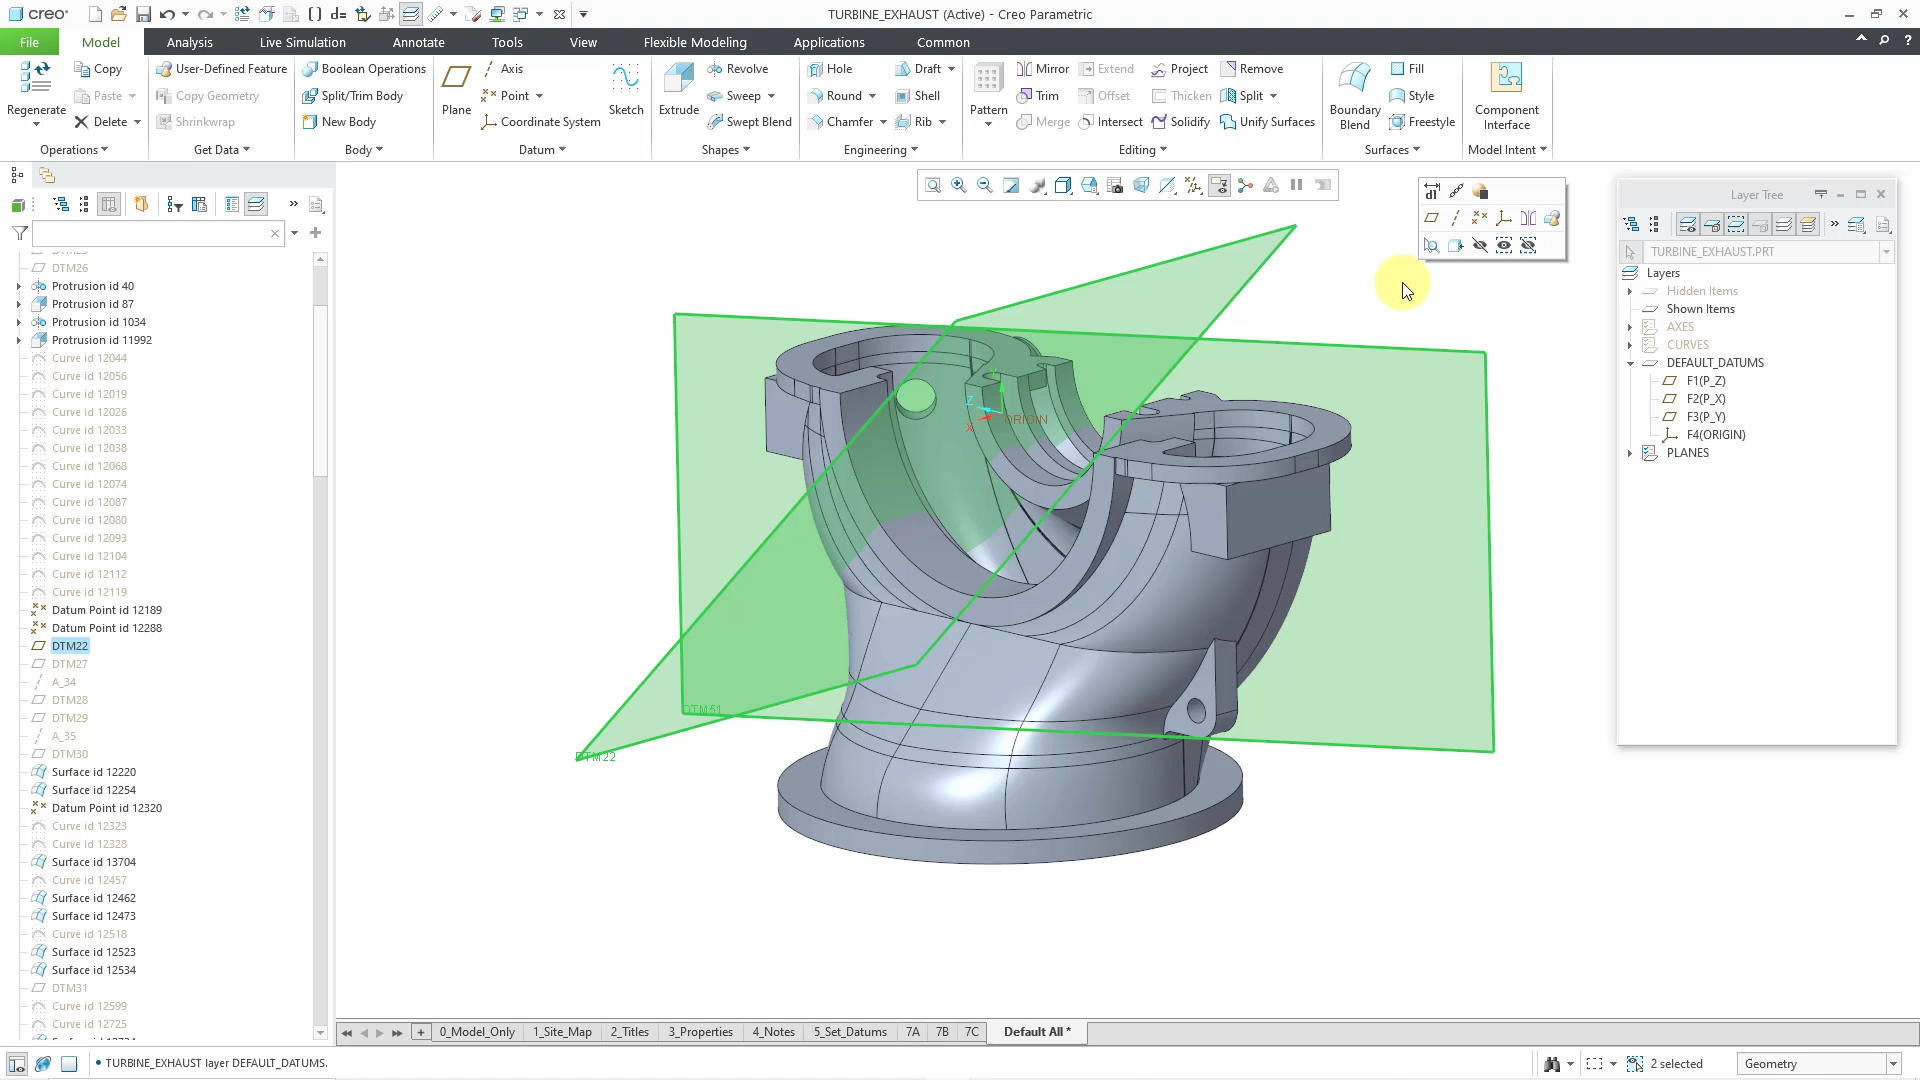 creo
TURBINE_EXHAUST (Active) - Creo Parametric
File
Model
Analysis
Live Simulation
Annotate
Tools
View
Flexible Modeling
Applications
Common
Regenerate
Copy
Paste
Delete
Operations
User-Defined Feature
Copy Geometry
Shrinkwrap
Get Data
Boolean Operations
Split/Trim Body
New Body
Body
Plane
Axis
Point
Coordinate System
Sketch
Datum
Extrude
Revolve
Sweep
Swept Blend
Shapes
Hole
Round
Chamfer
Draft
Shell
Rib
Engineering
Pattern
Mirror
Trim
Merge
Extend
Offset
Intersect
Project
Thicken
Solidify
Remove
Split
Unify Surfaces
Editing
Boundary
Blend
Fill
Style
Freestyle
Surfaces
Component
Interface
Model Intent
DTM26
Protrusion id 40
Protrusion id 87
Protrusion id 1034
Protrusion id 11992
Curve id 12044
Curve id 12056
Curve id 12019
Curve id 12026
Curve id 12033
Curve id 12038
Curve id 12068
Curve id 12074
Curve id 12087
Curve id 12080
Curve id 12093
Curve id 12104
Curve id 12112
Curve id 12119
Datum Point id 12189
Datum Point id 12288
DTM22
DTM27
A_34
DTM28
DTM29
A_35
DTM30
Surface id 12220
Surface id 12254
Datum Point id 12320
Curve id 12323
Curve id 12328
Surface id 13704
Curve id 12457
Surface id 12462
Surface id 12473
Curve id 12518
Surface id 12523
Surface id 12534
DTM31
Curve id 12599
Curve id 12725
Y
Z
X
ORIGIN
DTM51
DTM22
Layer Tree
TURBINE_EXHAUST.PRT
Layers
Hidden Items
Shown Items
AXES
CURVES
DEFAULT_DATUMS
F1(P_Z)
F2(P_X)
F3(P_Y)
F4(ORIGIN)
PLANES
0_Model_Only
1_Site_Map
2_Titles
3_Properties
4_Notes
5_Set_Datums
7A
7B
7C
Default All *
• TURBINE_EXHAUST layer DEFAULT_DATUMS.
2 selected
Geometry